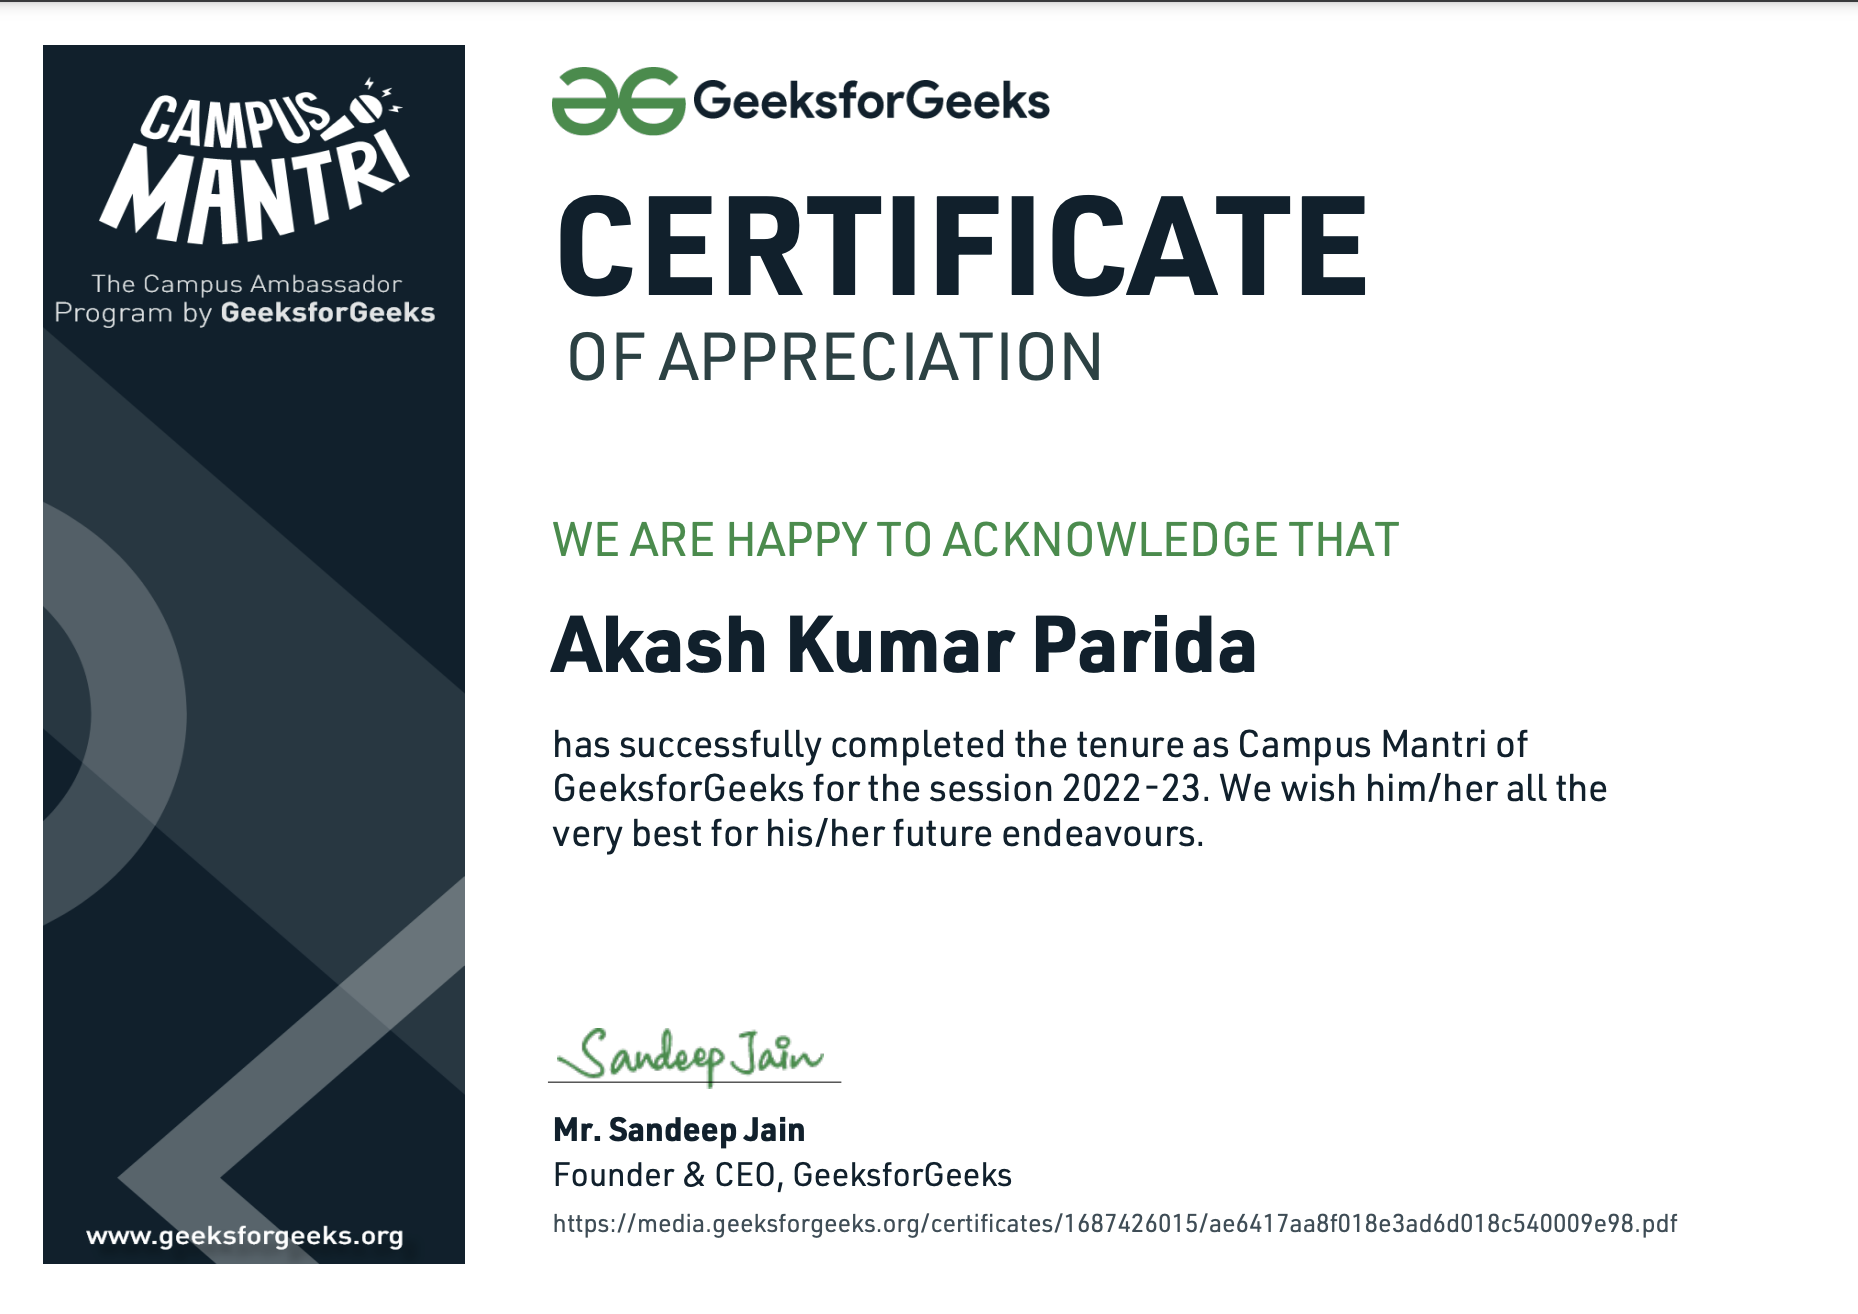 CAMPUS
MANTRI
The Campus Ambassador
Program by GeeksforGeeks
www.geeksforgeeks.org
GeeksforGeeks
CERTIFICATE
OF APPRECIATION
WE ARE HAPPY TO ACKNOWLEDGE THAT
Akash Kumar Parida
has successfully completed the tenure as Campus Mantri of
GeeksforGeeks for the session 2022-23. We wish him/her all the
very best for his/her future endeavours.
Sandeep Jain
Mr. Sandeep Jain
Founder & CEO, GeeksforGeeks
https://media.geeksforgeeks.org/certificates/1687426015/ae6417aa8f018e3ad6d018c540009e98.pdf